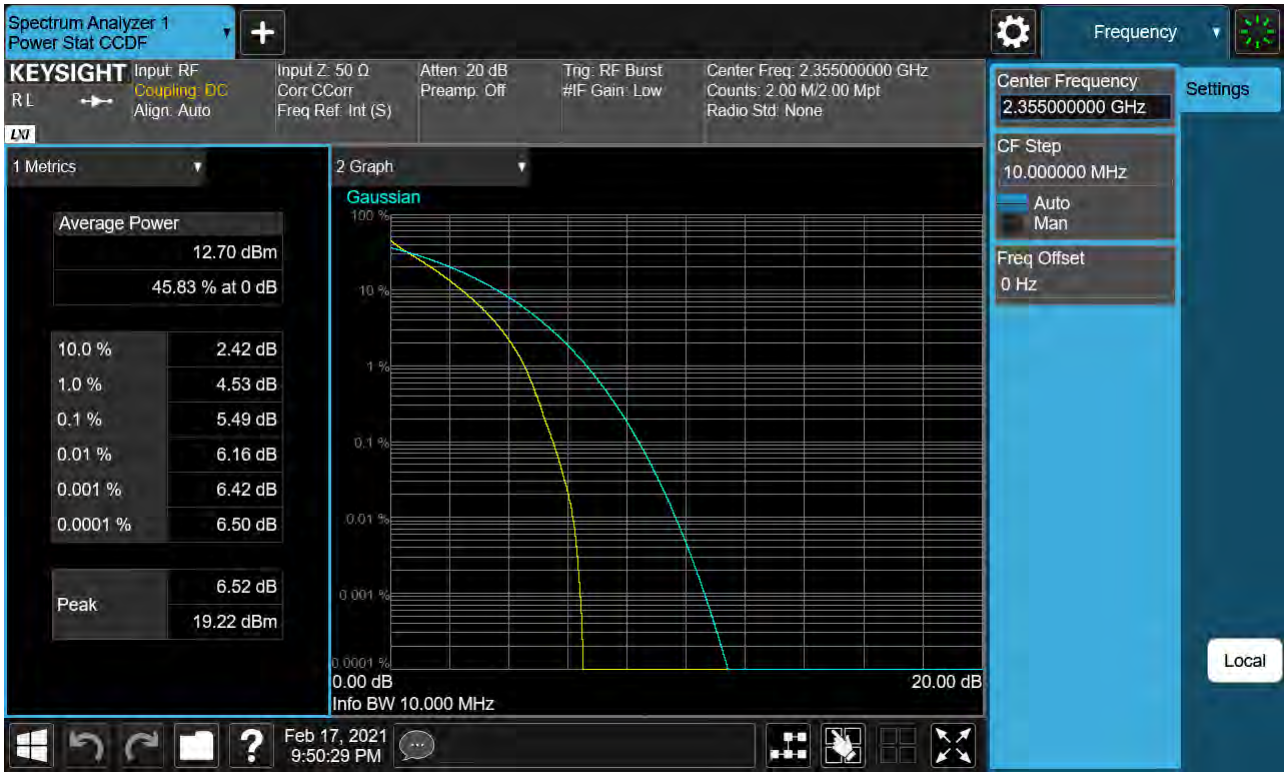 Spectrum Analyzer 1
Power Stat CCDF
Frequency
KEYSIGHT
RL
LXI
Input: RF
Coupling: DC
Align: Auto
Input Z: 50 Ω
Corr CCorr
Freq Ref: Int (S)
Atten: 20 dB
Preamp: Off
Trig: RF Burst
#IF Gain: Low
Center Freq: 2.355000000 GHz
Counts: 2.00 M/2.00 Mpt
Radio Std: None
Center Frequency
2.355000000 GHz
Settings
CF Step
10.000000 MHz
Auto
Man
Freq Offset
0 Hz
1 Metrics
Average Power
12.70 dBm
45.83 % at 0 dB
10.0 % 2.42 dB
1.0 % 4.53 dB
0.1 % 5.49 dB
0.01 % 6.16 dB
0.001 % 6.42 dB
0.0001 % 6.50 dB
Peak 6.52 dB
19.22 dBm
2 Graph
Gaussian
100 %
10 %
1 %
0.1 %
0.01 %
0.001 %
0.0001 %
0.00 dB 20.00 dB
Info BW 10.000 MHz
Local
?
Feb 17, 2021
9:50:29 PM